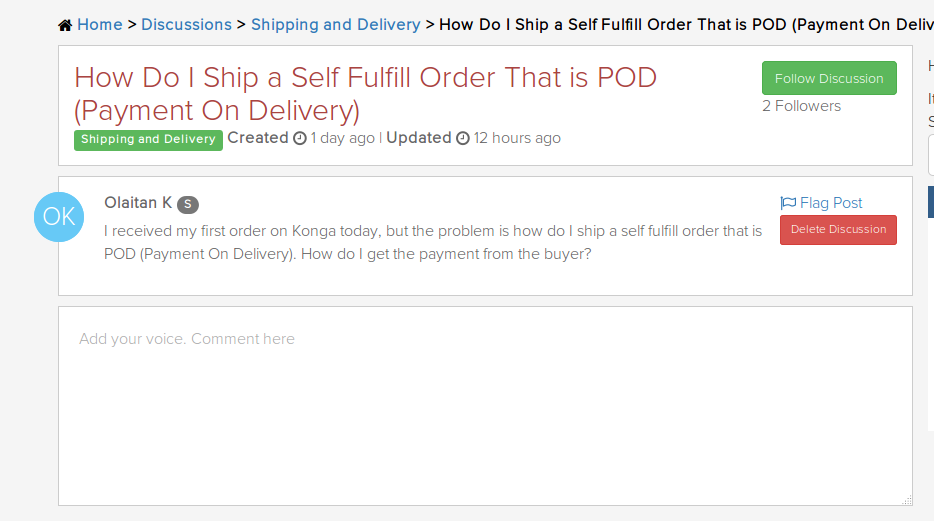 Home > Discussions > Shipping and Delivery > How Do I Ship a Self Fulfill Order That is POD (Payment On Deliv
How Do I Ship a Self Fulfill Order That is POD
(Payment On Delivery)
Follow Discussion
2 Followers
Shipping and Delivery Created 1 day ago | Updated 12 hours ago
OK
Olaitan K S
Flag Post
I received my first order on Konga today, but the problem is how do I ship a self fulfill order that is
POD (Payment On Delivery). How do I get the payment from the buyer?
Delete Discussion
Add your voice. Comment here